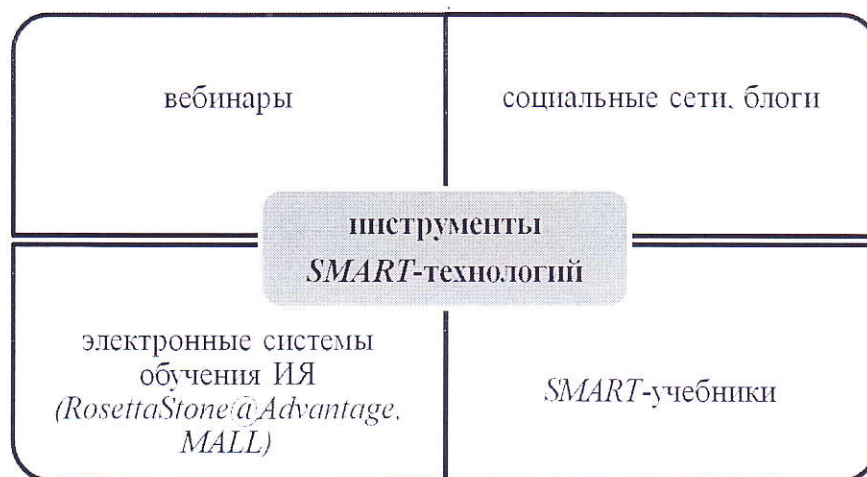 вебинары
социальные сети, блоги
инструменты
SMART-технологий
электронные системы
обучения ИЯ
(RosettaStone@Advantage,
MALL)
SMART-учебники